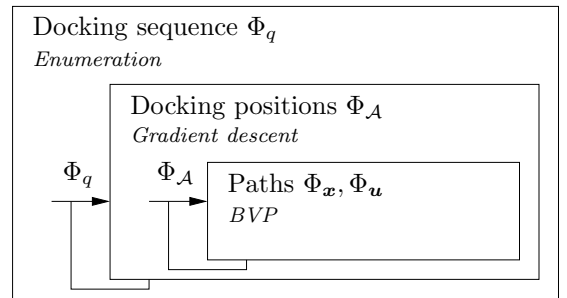 Docking sequence Φ_q
Enumeration
Docking positions Φ_𝒜
Gradient descent
Φ_q
Φ_𝒜
Paths Φ_𝒙, Φ_𝒖
BVP